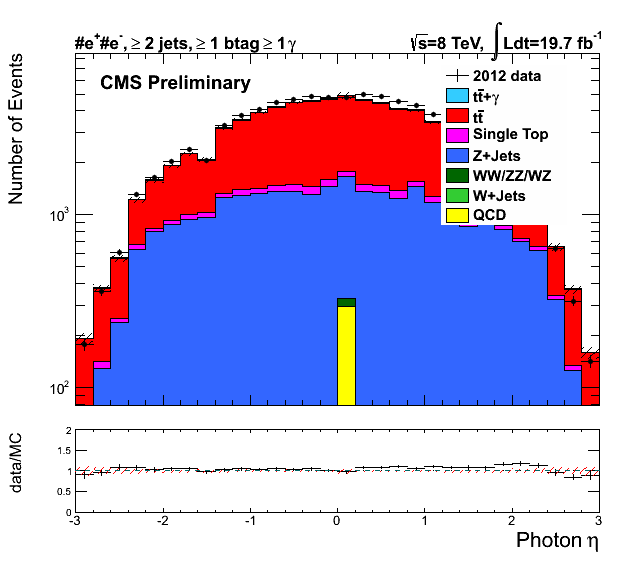 #e⁺#e⁻, ≥ 2 jets, ≥ 1 btag ≥ 1 γ
√s=8 TeV, ∫Ldt=19.7 fb⁻¹
CMS Preliminary
2012 data
tt̄+γ
tt̄
Single Top
Z+Jets
WW/ZZ/WZ
W+Jets
QCD
Number of Events
10³
10²
data/MC
2
1.5
1
0.5
0
-3 -2 -1 0 1 2 3
Photon η